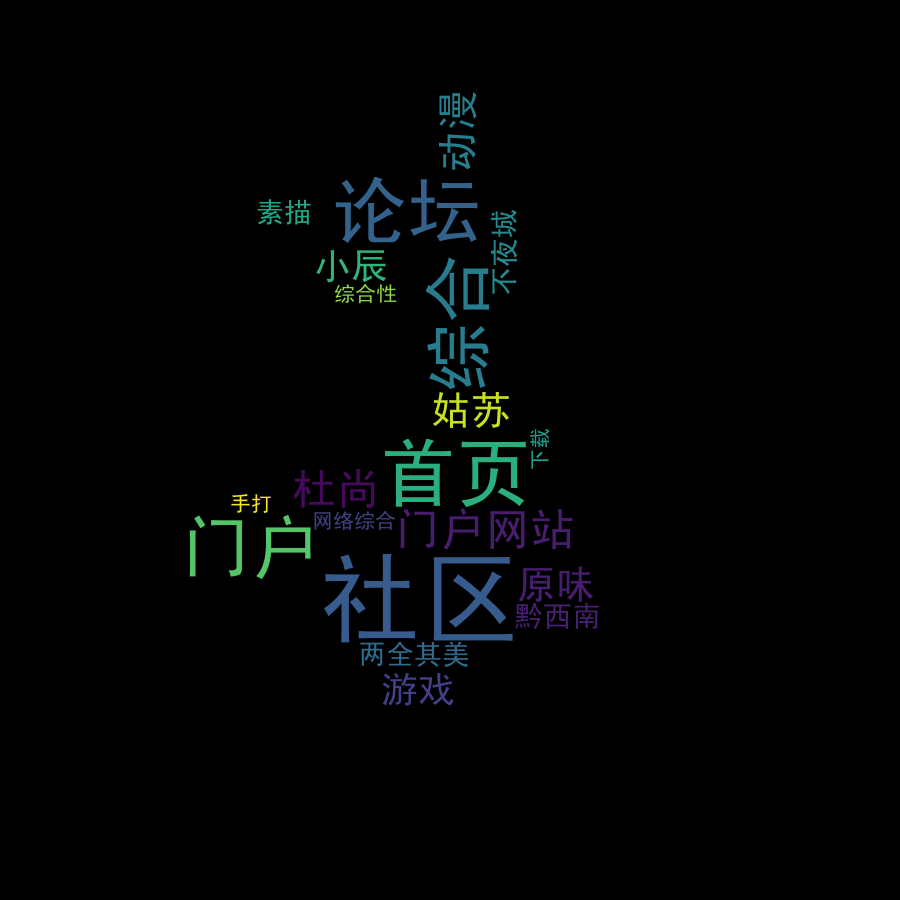 动漫
论坛
素描
不夜城
小辰
综合性
综合
姑苏
首页
下载
杜尚
手打
网络综合
门户网站
门户
社区
原味
黔西南
两全其美
游戏